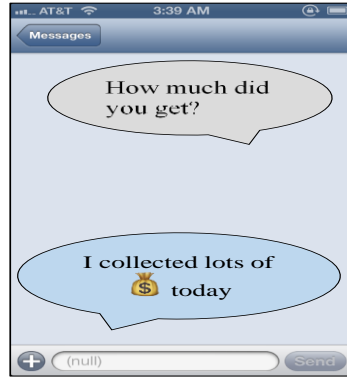 AT&T 3:39 AM
Messages
How much did
you get?
I collected lots of
💰 today
(null)
Send